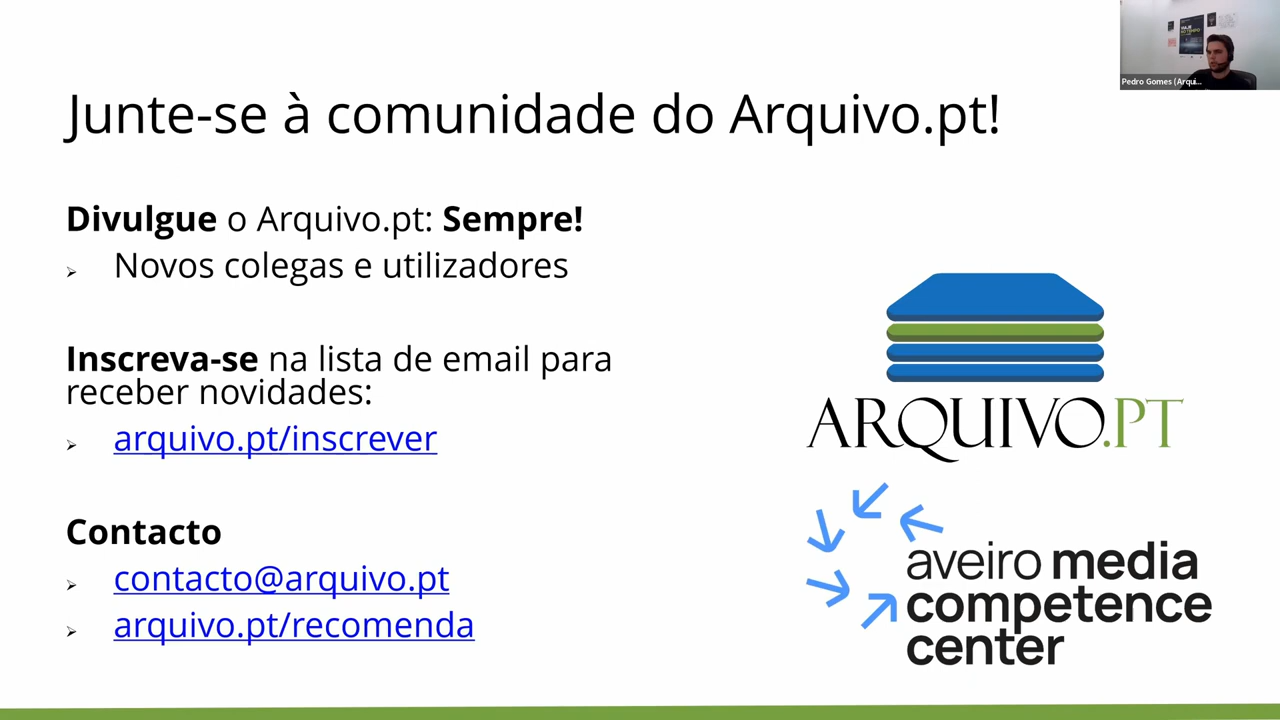 Junte-se à comunidade do Arquivo.pt!
Divulgue o Arquivo.pt: Sempre!
Novos colegas e utilizadores
Inscreva-se na lista de email para
receber novidades:
arquivo.pt/inscrever
Contacto
contacto@arquivo.pt
arquivo.pt/recomenda
ARQUIVO.PT
aveiro media
competence
center
Pedro Gomes (Arqui...